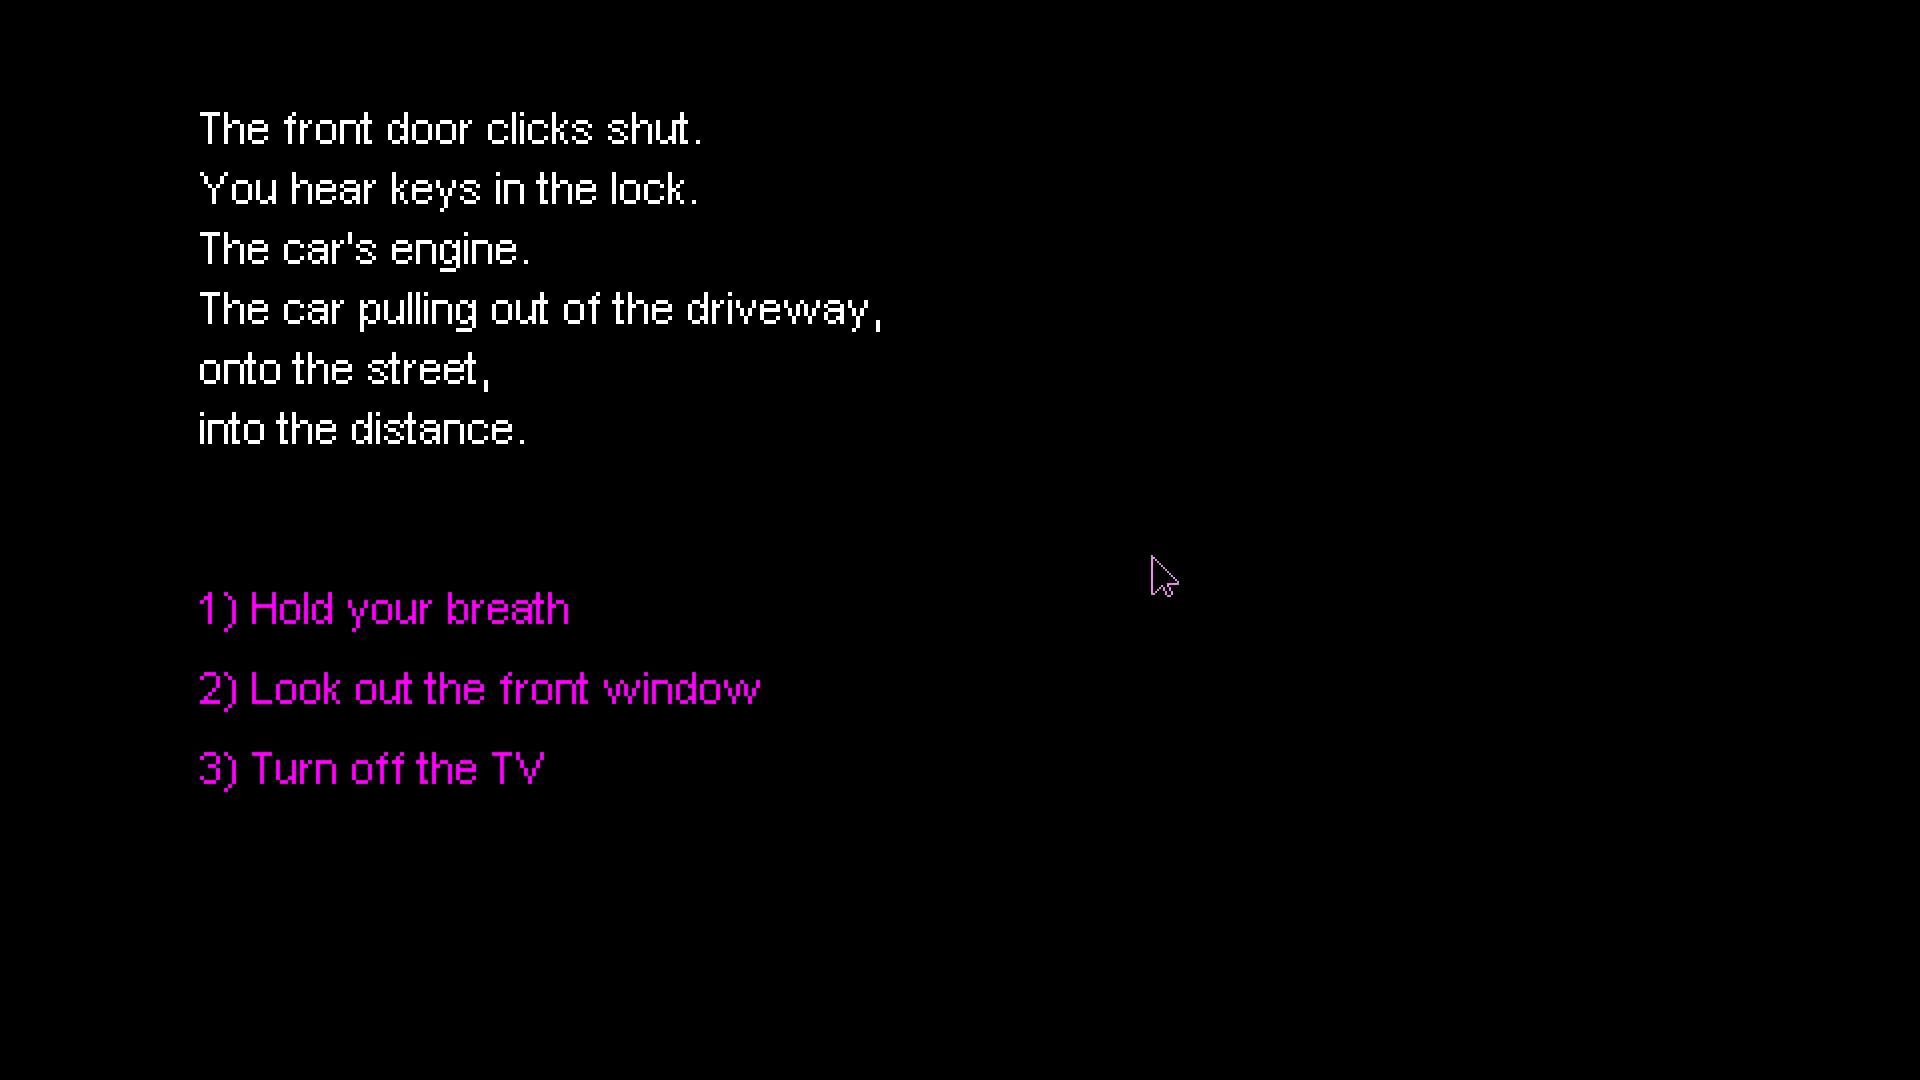 The front door clicks shut.
You hear keys in the lock.
The car's engine.
The car pulling out of the driveway,
onto the street,
into the distance.
1) Hold your breath
2) Look out the front window
3) Turn off the TV